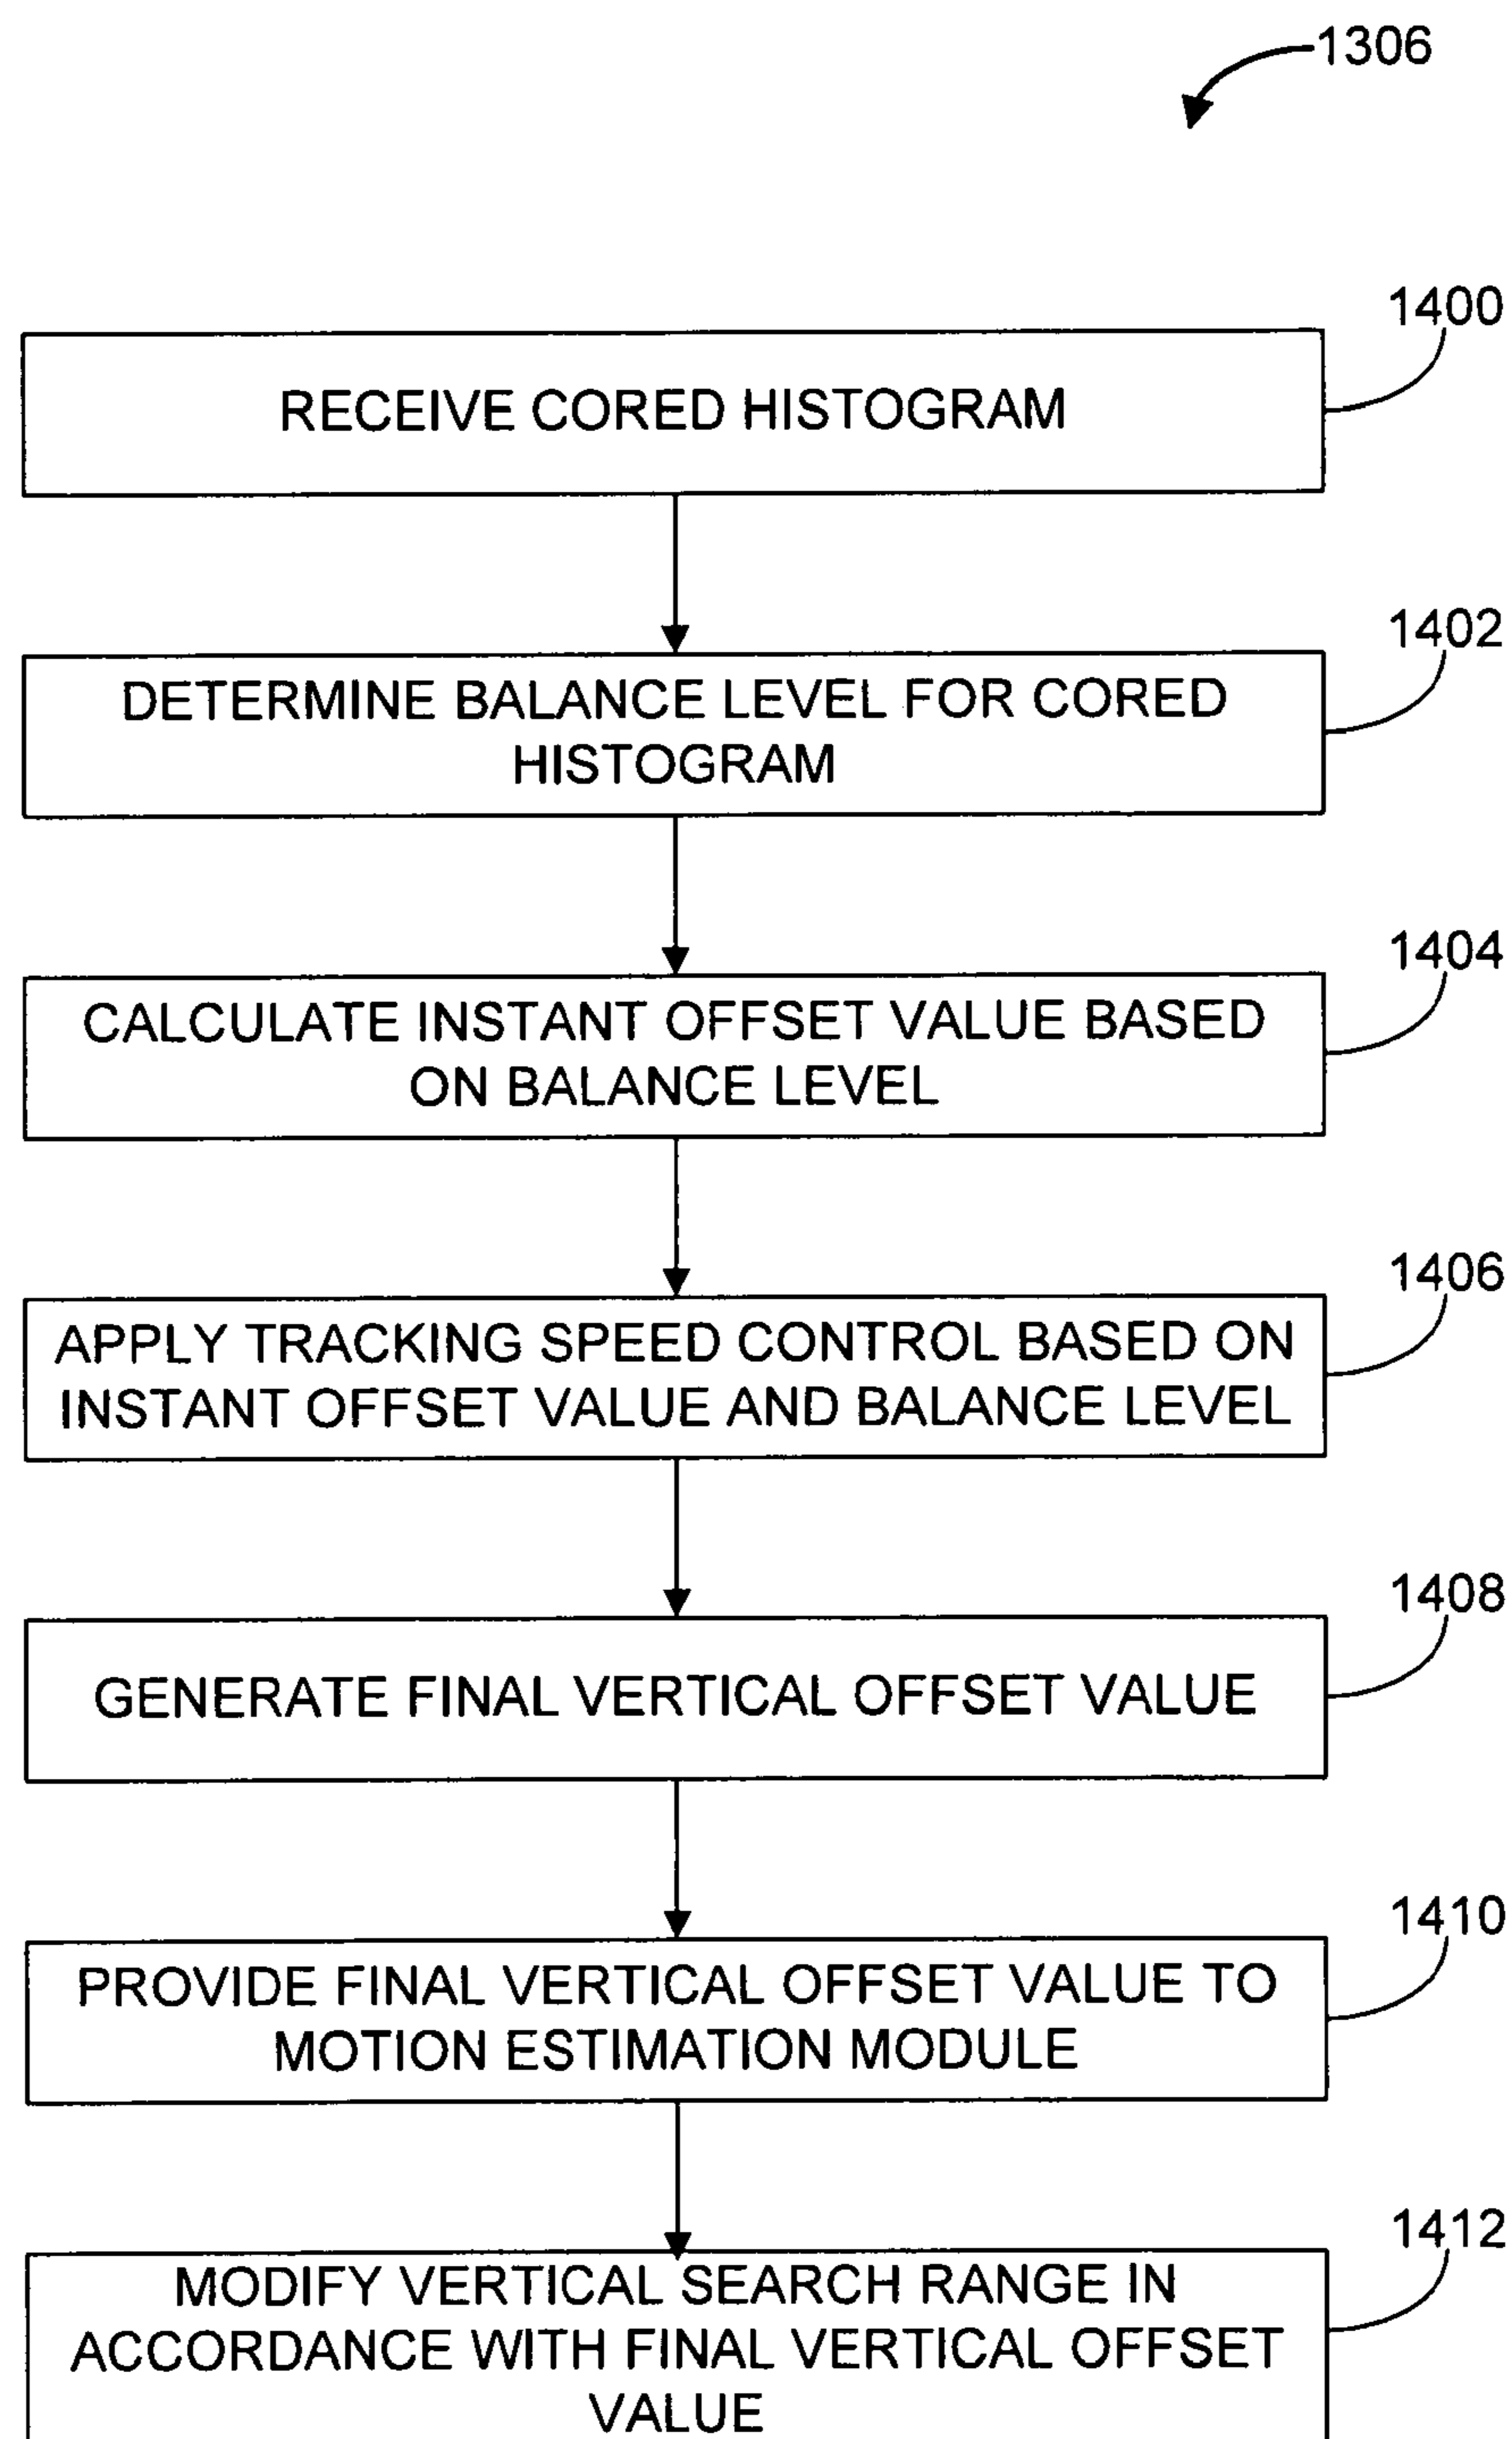 1306
1400
RECEIVE CORED HISTOGRAM
1402
DETERMINE BALANCE LEVEL FOR CORED
HISTOGRAM
1404
CALCULATE INSTANT OFFSET VALUE BASED
ON BALANCE LEVEL
1406
APPLY TRACKING SPEED CONTROL BASED ON
INSTANT OFFSET VALUE AND BALANCE LEVEL
1408
GENERATE FINAL VERTICAL OFFSET VALUE
1410
PROVIDE FINAL VERTICAL OFFSET VALUE TO
MOTION ESTIMATION MODULE
1412
MODIFY VERTICAL SEARCH RANGE IN
ACCORDANCE WITH FINAL VERTICAL OFFSET
VALUE